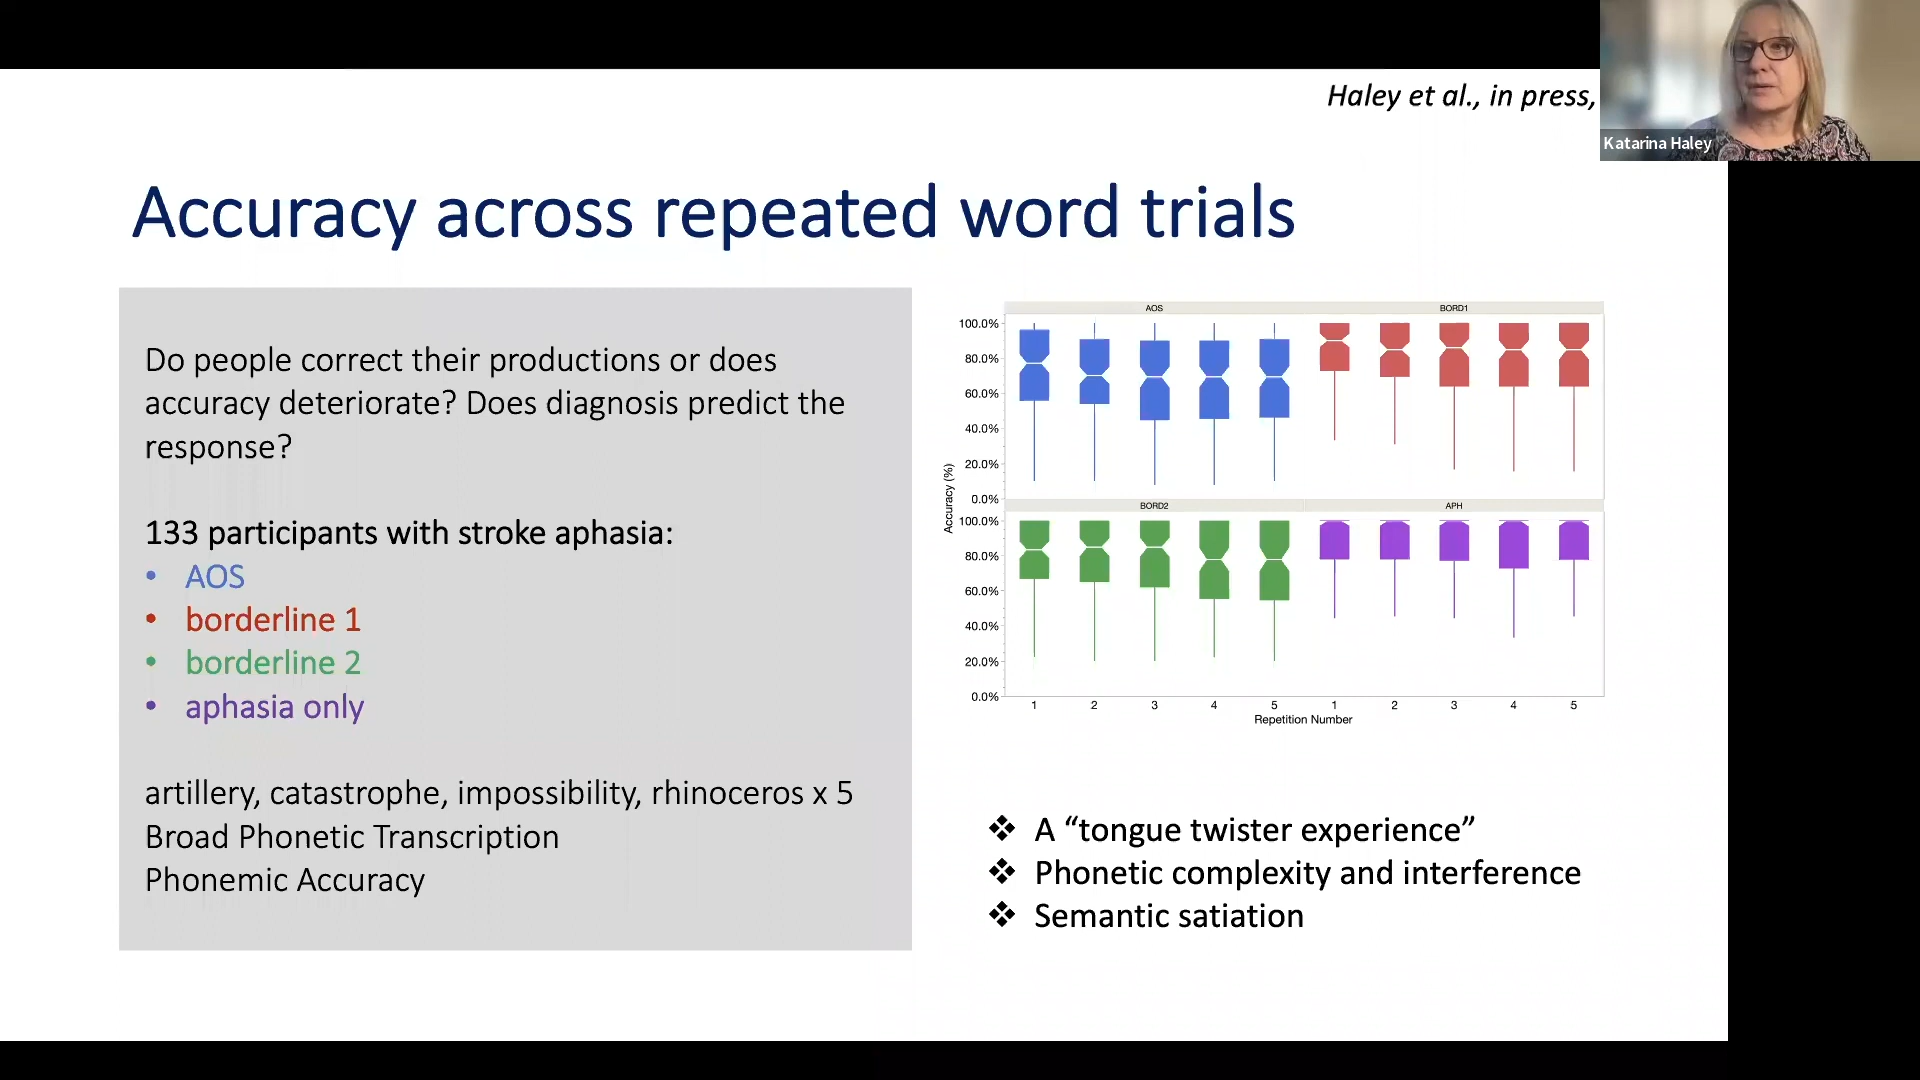 Haley et al., in press,
Katarina Haley
Accuracy across repeated word trials
Do people correct their productions or does
accuracy deteriorate? Does diagnosis predict the
response?
133 participants with stroke aphasia:
• AOS
• borderline 1
• borderline 2
• aphasia only
artillery, catastrophe, impossibility, rhinoceros x 5
Broad Phonetic Transcription
Phonemic Accuracy
AOS BORD1
100.0%
80.0%
60.0%
40.0%
20.0%
0.0%
Accuracy (%)
BORD2 APH
100.0%
80.0%
60.0%
40.0%
20.0%
0.0%
1 2 3 4 5 1 2 3 4 5
Repetition Number
❖ A “tongue twister experience”
❖ Phonetic complexity and interference
❖ Semantic satiation